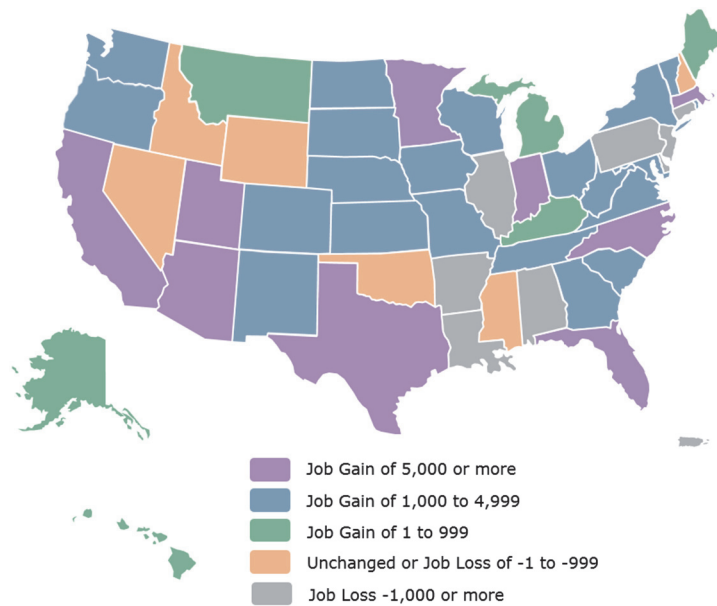 Job Gain of 5,000 or more
Job Gain of 1,000 to 4,999
Job Gain of 1 to 999
Unchanged or Job Loss of -1 to -999
Job Loss -1,000 or more